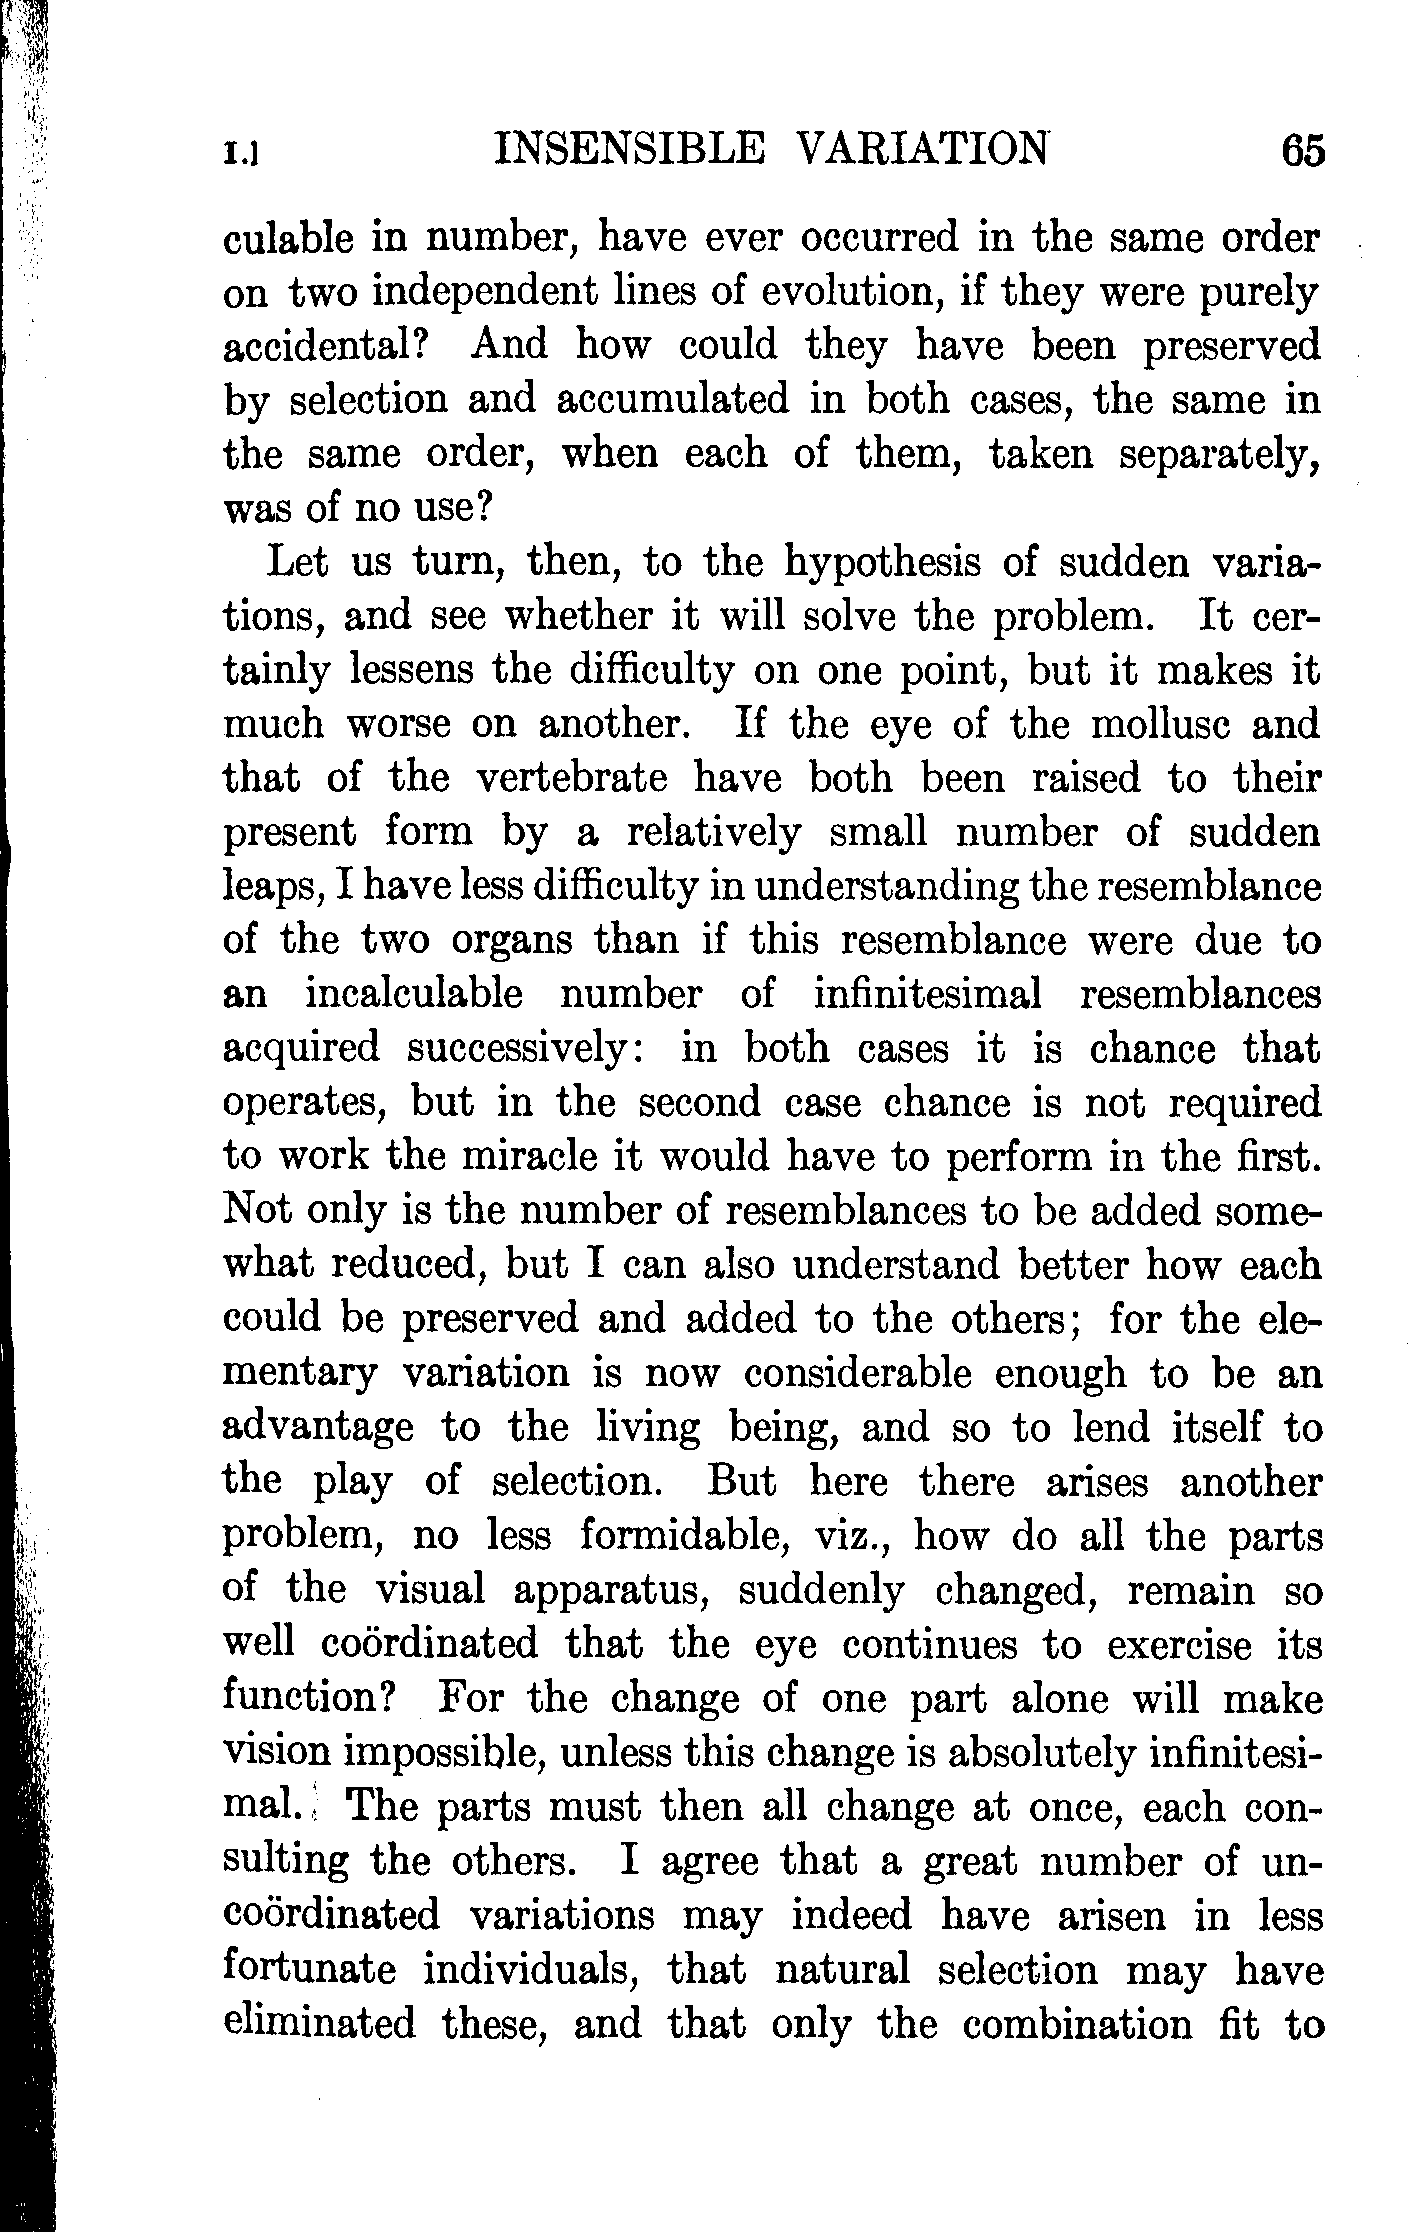 I.] INSENSIBLE VARIATION 65
culable in number, have ever occurred in the same order
on two independent lines of evolution, if they were purely
accidental? And how could they have been preserved
by selection and accumulated in both cases, the same in
the same order, when each of them, taken separately,
was of no use?
Let us turn, then, to the hypothesis of sudden varia-
tions, and see whether it will solve the problem. It cer-
tainly lessens the difficulty on one point, but it makes it
much worse on another. If the eye of the mollusc and
that of the vertebrate have both been raised to their
present form by a relatively small number of sudden
leaps, I have less difficulty in understanding the resemblance
of the two organs than if this resemblance were due to
an incalculable number of infinitesimal resemblances
acquired successively: in both cases it is chance that
operates, but in the second case chance is not required
to work the miracle it would have to perform in the first.
Not only is the number of resemblances to be added some-
what reduced, but I can also understand better how each
could be preserved and added to the others; for the ele-
mentary variation is now considerable enough to be an
advantage to the living being, and so to lend itself to
the play of selection. But here there arises another
problem, no less formidable, viz., how do all the parts
of the visual apparatus, suddenly changed, remain so
well coördinated that the eye continues to exercise its
function? For the change of one part alone will make
vision impossible, unless this change is absolutely infinitesi-
mal. The parts must then all change at once, each con-
sulting the others. I agree that a great number of un-
coördinated variations may indeed have arisen in less
fortunate individuals, that natural selection may have
eliminated these, and that only the combination fit to